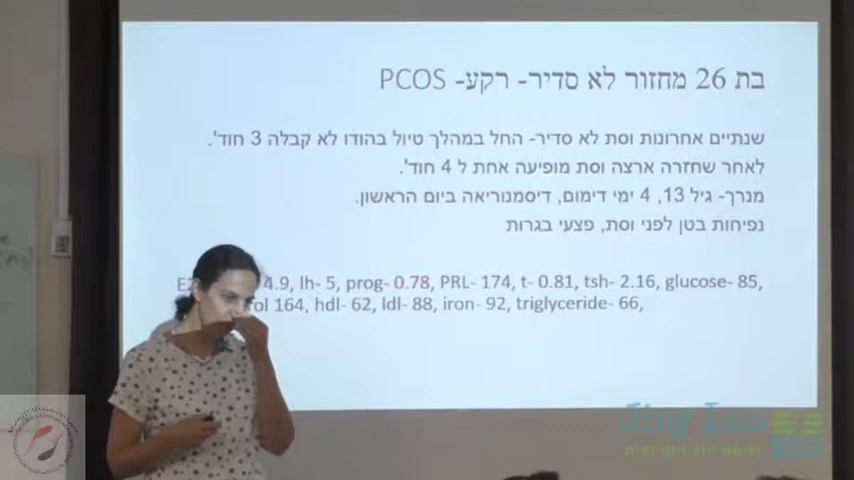 בת 26 מחזור לא סדיר- רקע- PCOS
שנתיים אחרונות וסת לא סדיר- החל במהלך טיול בהודו לא קבלה 3 חוד'.
לאחר שחזרה ארצה וסת מופיעה אחת ל 4 חוד'.
מנרך- גיל 13, 4 ימי דימום, דיסמנוריאה ביום הראשון.
נפיחות בטן לפני וסת, פצעי בגרות
4.9, lh- 5, prog- 0.78, PRL- 174, t- 0.81, tsh- 2.16, glucose- 85,
164, hdl- 62, ldl- 88, iron- 92, triglyceride- 66,
Jing Luo